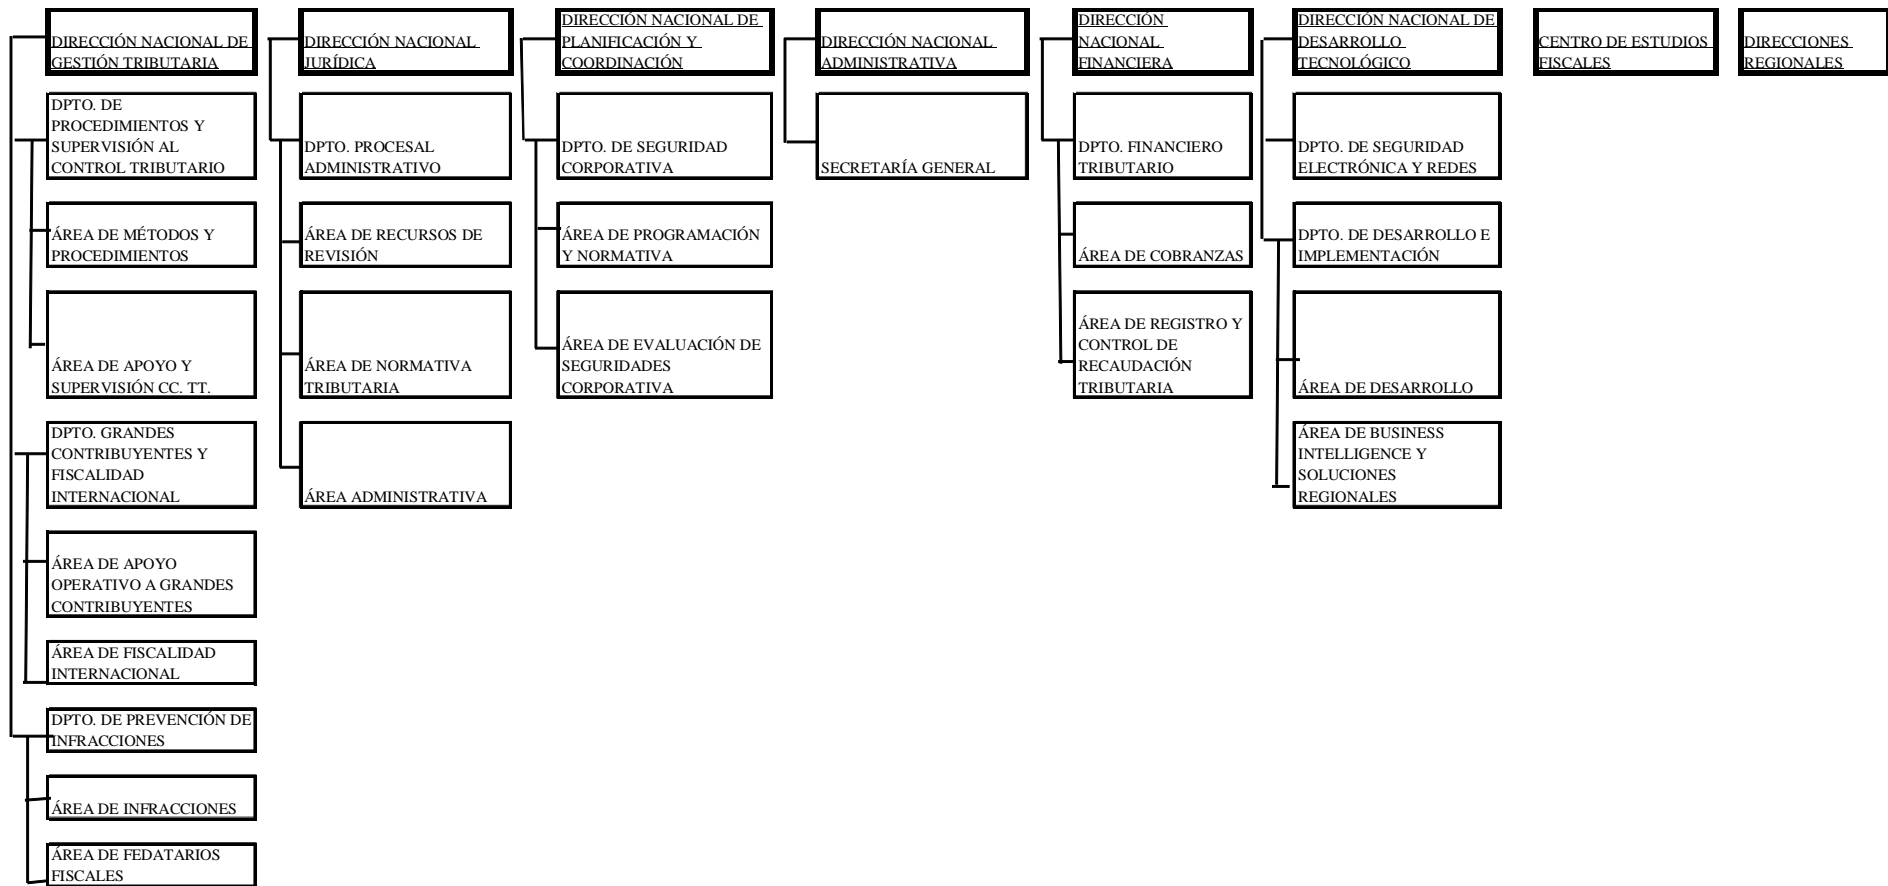 DIRECCIÓN NACIONAL DE
GESTIÓN TRIBUTARIA
DPTO. DE
PROCEDIMIENTOS Y
SUPERVISIÓN AL
CONTROL TRIBUTARIO
ÁREA DE MÉTODOS Y
PROCEDIMIENTOS
ÁREA DE APOYO Y
SUPERVISIÓN CC. TT.
DPTO. GRANDES
CONTRIBUYENTES Y
FISCALIDAD
INTERNACIONAL
ÁREA DE APOYO
OPERATIVO A GRANDES
CONTRIBUYENTES
ÁREA DE FISCALIDAD
INTERNACIONAL
DPTO. DE PREVENCIÓN DE
INFRACCIONES
ÁREA DE INFRACCIONES
ÁREA DE FEDATARIOS
FISCALES
DIRECCIÓN NACIONAL
JURÍDICA
DPTO. PROCESAL
ADMINISTRATIVO
ÁREA DE RECURSOS DE
REVISIÓN
ÁREA DE NORMATIVA
TRIBUTARIA
ÁREA ADMINISTRATIVA
DIRECCIÓN NACIONAL DE
PLANIFICACIÓN Y
COORDINACIÓN
DPTO. DE SEGURIDAD
CORPORATIVA
ÁREA DE PROGRAMACIÓN
Y NORMATIVA
ÁREA DE EVALUACIÓN DE
SEGURIDADES
CORPORATIVA
DIRECCIÓN NACIONAL
ADMINISTRATIVA
SECRETARÍA GENERAL
DIRECCIÓN
NACIONAL
FINANCIERA
DPTO. FINANCIERO
TRIBUTARIO
ÁREA DE COBRANZAS
ÁREA DE REGISTRO Y
CONTROL DE
RECAUDACIÓN
TRIBUTARIA
DIRECCIÓN NACIONAL DE
DESARROLLO
TECNOLÓGICO
DPTO. DE SEGURIDAD
ELECTRÓNICA Y REDES
DPTO. DE DESARROLLO E
IMPLEMENTACIÓN
ÁREA DE DESARROLLO
ÁREA DE BUSINESS
INTELLIGENCE Y
SOLUCIONES
REGIONALES
CENTRO DE ESTUDIOS
FISCALES
DIRECCIONES
REGIONALES